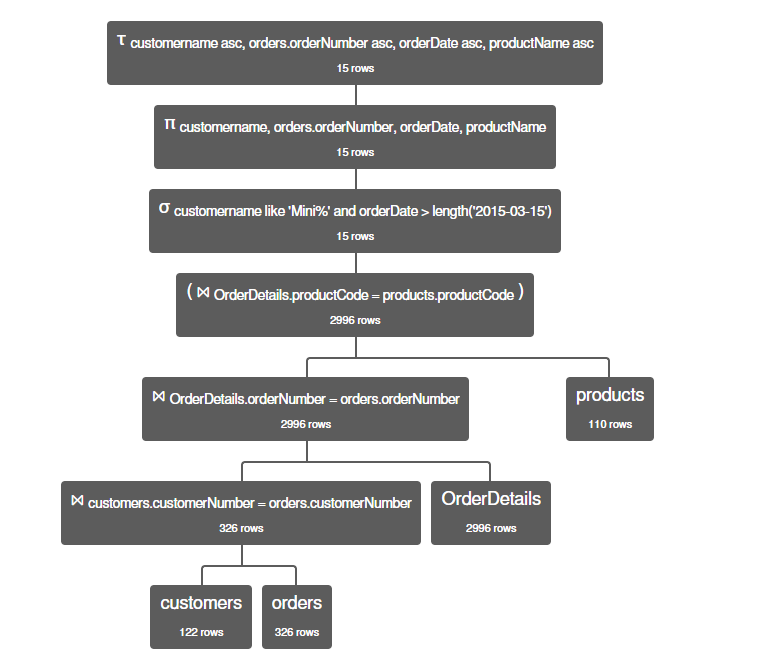 τ customername asc, orders.orderNumber asc, orderDate asc, productName asc
15 rows
π customername, orders.orderNumber, orderDate, productName
15 rows
σ customername like 'Mini%' and orderDate > length('2015-03-15')
15 rows
( ⋈ OrderDetails.productCode = products.productCode )
2996 rows
⋈ OrderDetails.orderNumber = orders.orderNumber
2996 rows
products
110 rows
⋈ customers.customerNumber = orders.customerNumber
326 rows
OrderDetails
2996 rows
customers
122 rows
orders
326 rows